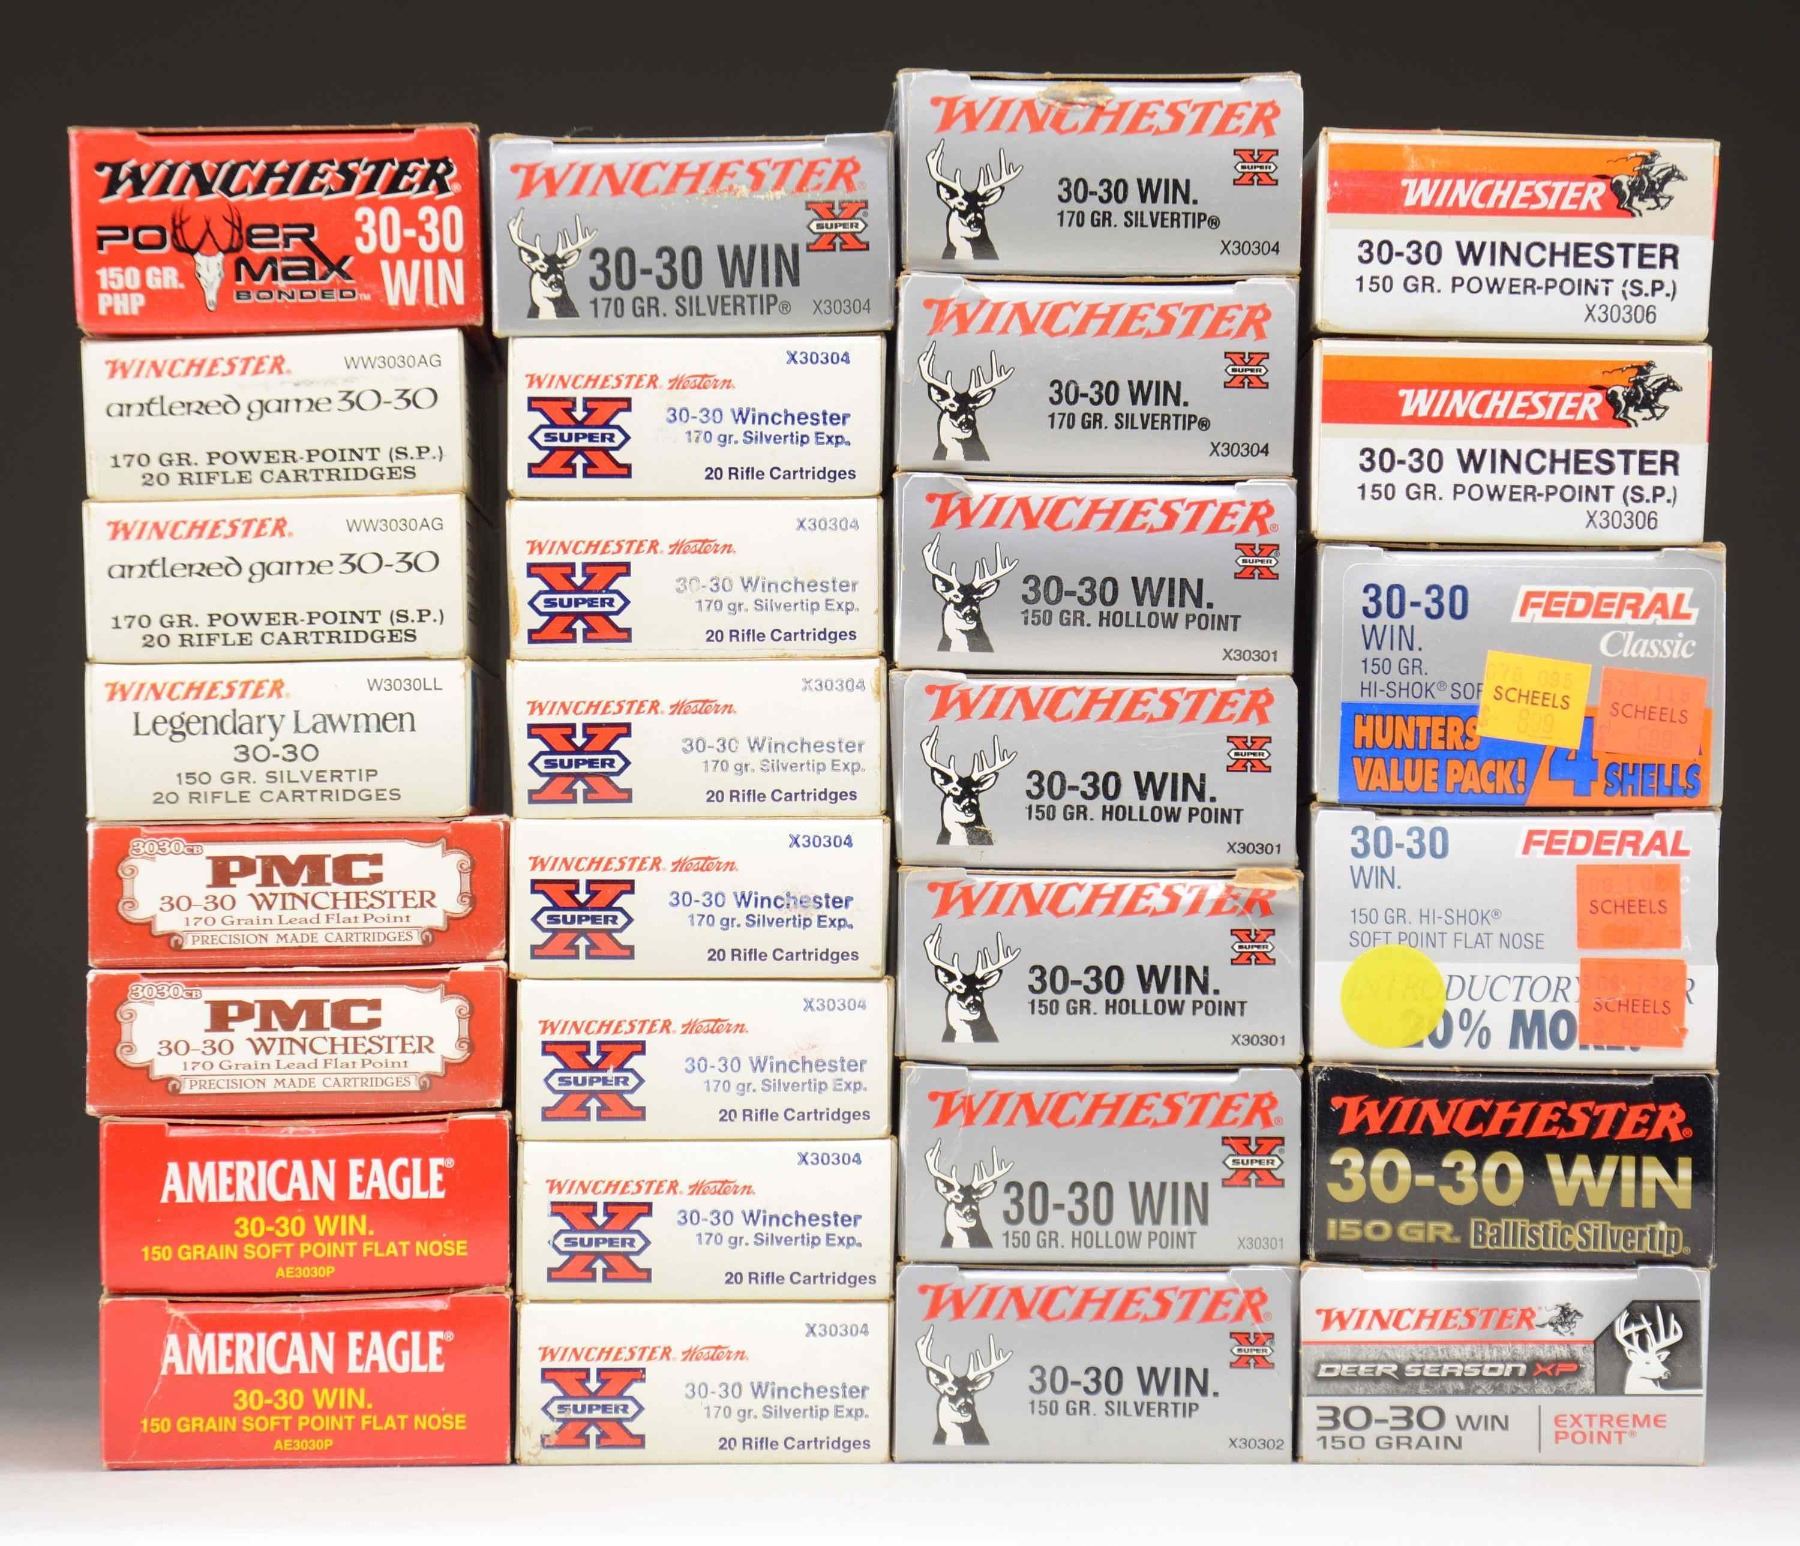 WINCHESTER®
POWER MAX BONDED™
30-30 WIN
150 GR. PHP
WINCHESTER® WW3030AG
antlered game 30-30
170 GR. POWER-POINT (S.P.)
20 RIFLE CARTRIDGES
WINCHESTER® WW3030AG
antlered game 30-30
170 GR. POWER-POINT (S.P.)
20 RIFLE CARTRIDGES
WINCHESTER® W3030LL
Legendary Lawmen
30-30
150 GR. SILVERTIP
20 RIFLE CARTRIDGES
3030CB
PMC
30-30 WINCHESTER
170 Grain Lead Flat Point
PRECISION MADE CARTRIDGES
3030CB
PMC
30-30 WINCHESTER
170 Grain Lead Flat Point
PRECISION MADE CARTRIDGES
AMERICAN EAGLE®
30-30 WIN.
150 GRAIN SOFT POINT FLAT NOSE
AE3030P
AMERICAN EAGLE®
30-30 WIN.
150 GRAIN SOFT POINT FLAT NOSE
AE3030P
WINCHESTER®
SUPER X
30-30 WIN
170 GR. SILVERTIP® X30304
X30304
WINCHESTER® Western®
SUPER X
30-30 Winchester
170 gr. Silvertip Exp.
20 Rifle Cartridges
X30304
WINCHESTER® Western®
SUPER X
30-30 Winchester
170 gr. Silvertip Exp.
20 Rifle Cartridges
X30304
WINCHESTER® Western®
SUPER X
30-30 Winchester
170 gr. Silvertip Exp.
20 Rifle Cartridges
X30304
WINCHESTER® Western®
SUPER X
30-30 Winchester
170 gr. Silvertip Exp.
20 Rifle Cartridges
X30304
WINCHESTER® Western®
SUPER X
30-30 Winchester
170 gr. Silvertip Exp.
20 Rifle Cartridges
X30304
WINCHESTER® Western®
SUPER X
30-30 Winchester
170 gr. Silvertip Exp.
20 Rifle Cartridges
X30304
WINCHESTER® Western®
SUPER X
30-30 Winchester
170 gr. Silvertip Exp.
20 Rifle Cartridges
WINCHESTER
SUPER X
30-30 WIN.
170 GR. SILVERTIP®
X30304
WINCHESTER
SUPER X
30-30 WIN.
170 GR. SILVERTIP®
X30304
WINCHESTER®
SUPER X
30-30 WIN.
150 GR. HOLLOW POINT
X30301
WINCHESTER
SUPER X
30-30 WIN.
150 GR. HOLLOW POINT
X30301
WINCHESTER
SUPER X
30-30 WIN.
150 GR. HOLLOW POINT
X30301
WINCHESTER®
SUPER X
30-30 WIN
150 GR. HOLLOW POINT X30301
WINCHESTER®
SUPER X
30-30 WIN.
150 GR. SILVERTIP
X30302
WINCHESTER
30-30 WINCHESTER
150 GR. POWER-POINT (S.P.)
X30306
WINCHESTER
30-30 WINCHESTER
150 GR. POWER-POINT (S.P.)
X30306
30-30 FEDERAL
WIN. Classic
150 GR.
HI-SHOK®
SCHEELS
SCHEELS
HUNTERS
VALUE PACK! 4 SHELLS
30-30 FEDERAL
WIN.
SCHEELS
150 GR. HI-SHOK®
SOFT POINT FLAT NOSE
SCHEELS
WINCHESTER®
30-30 WIN
150 GR. Ballistic Silvertip®
WINCHESTER
DEER SEASON XP
30-30 WIN
150 GRAIN
EXTREME
POINT®